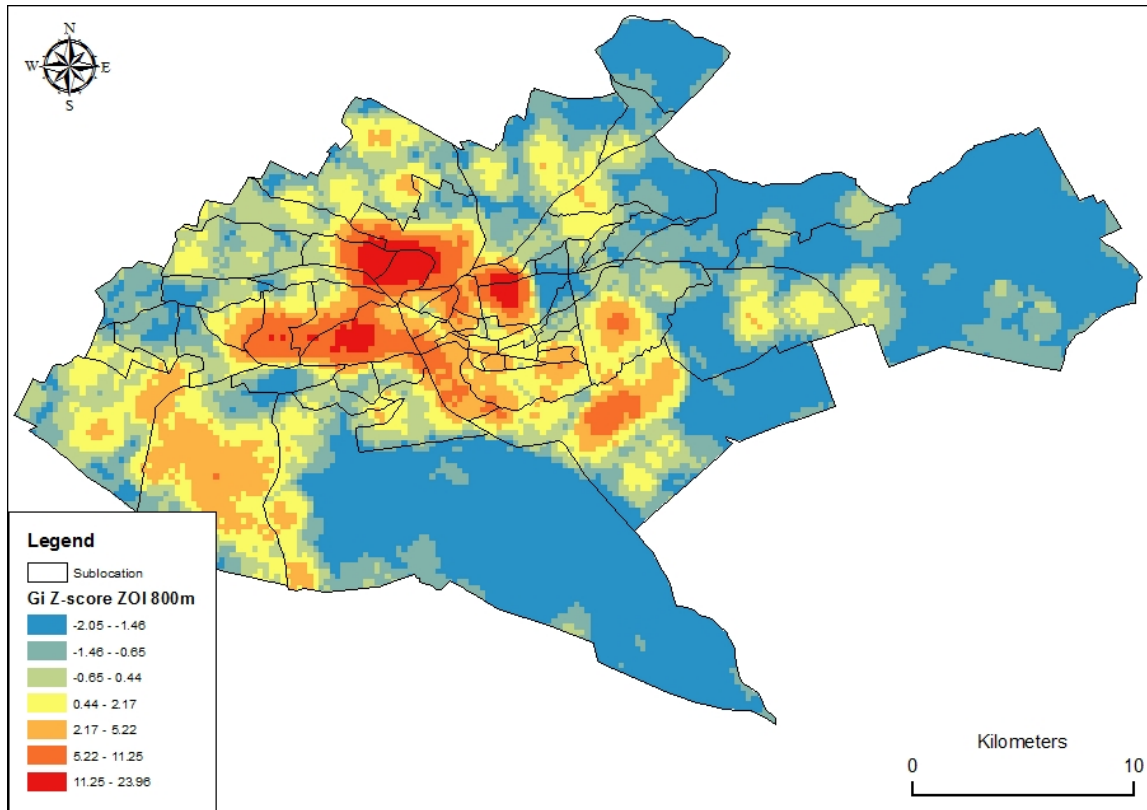 N
W E
S
Legend
Sublocation
Gi Z-score ZOI 800m
-2.05 - -1.46
-1.46 - -0.65
-0.65 - 0.44
0.44 - 2.17
2.17 - 5.22
5.22 - 11.25
11.25 - 23.96
Kilometers
0 10